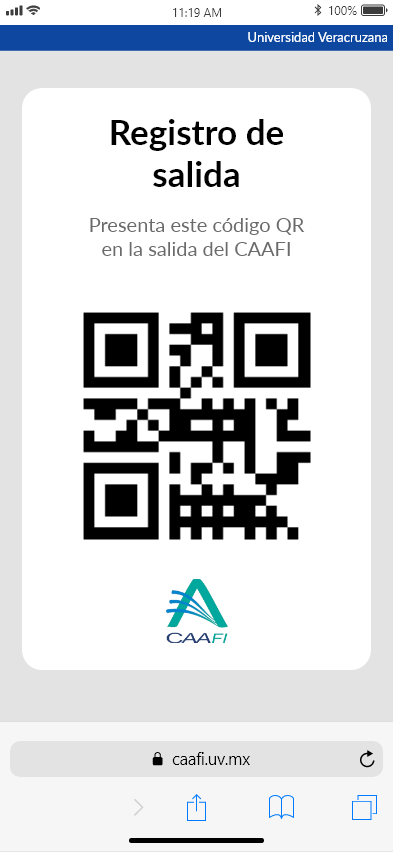 11:19 AM
100%
Universidad Veracruzana
Registro de
salida
Presenta este código QR
en la salida del CAAFI
CAAFI
caafi.uv.mx